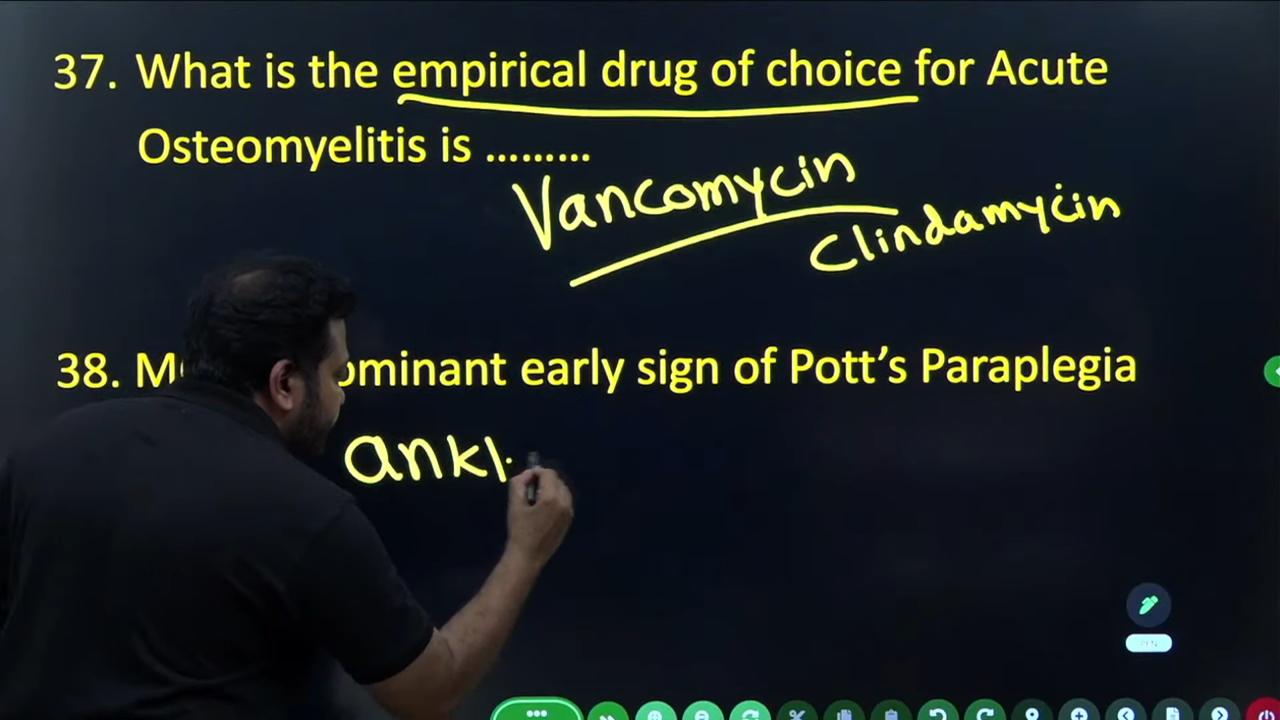 37. What is the empirical drug of choice for Acute
Osteomyelitis is .........
Vancomycin
Clindamycin
38. ominant early sign of Pott's Paraplegia
ankl
PEN